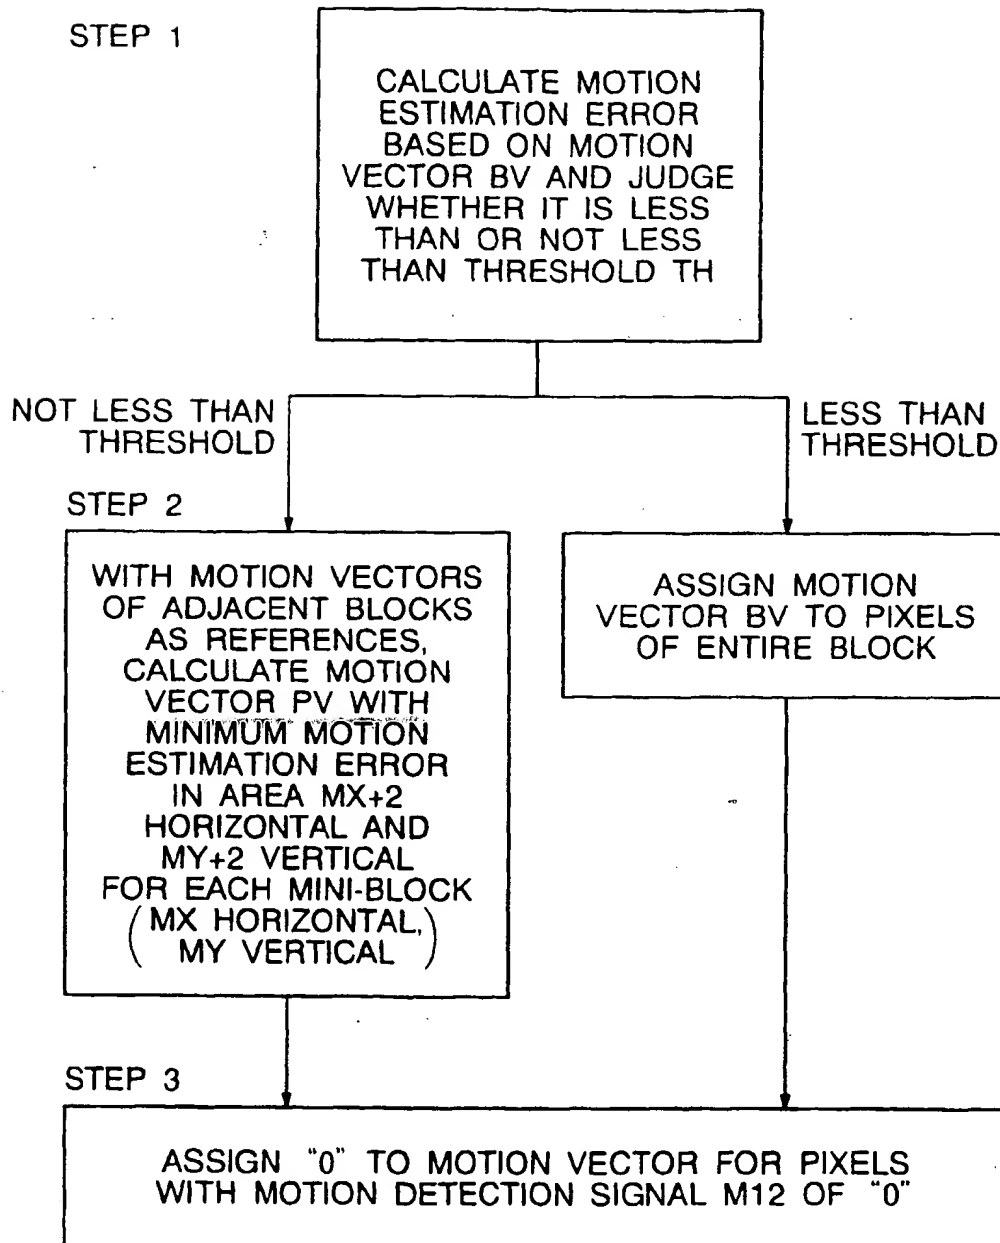 STEP 1
CALCULATE MOTION
ESTIMATION ERROR
BASED ON MOTION
VECTOR BV AND JUDGE
WHETHER IT IS LESS
THAN OR NOT LESS
THAN THRESHOLD TH
NOT LESS THAN
THRESHOLD
LESS THAN
THRESHOLD
STEP 2
WITH MOTION VECTORS
OF ADJACENT BLOCKS
AS REFERENCES,
CALCULATE MOTION
VECTOR PV WITH
MINIMUM MOTION
ESTIMATION ERROR
IN AREA MX+2
HORIZONTAL AND
MY+2 VERTICAL
FOR EACH MINI-BLOCK
(MX HORIZONTAL,
MY VERTICAL)
ASSIGN MOTION
VECTOR BV TO PIXELS
OF ENTIRE BLOCK
STEP 3
ASSIGN "0" TO MOTION VECTOR FOR PIXELS
WITH MOTION DETECTION SIGNAL M12 OF "0"